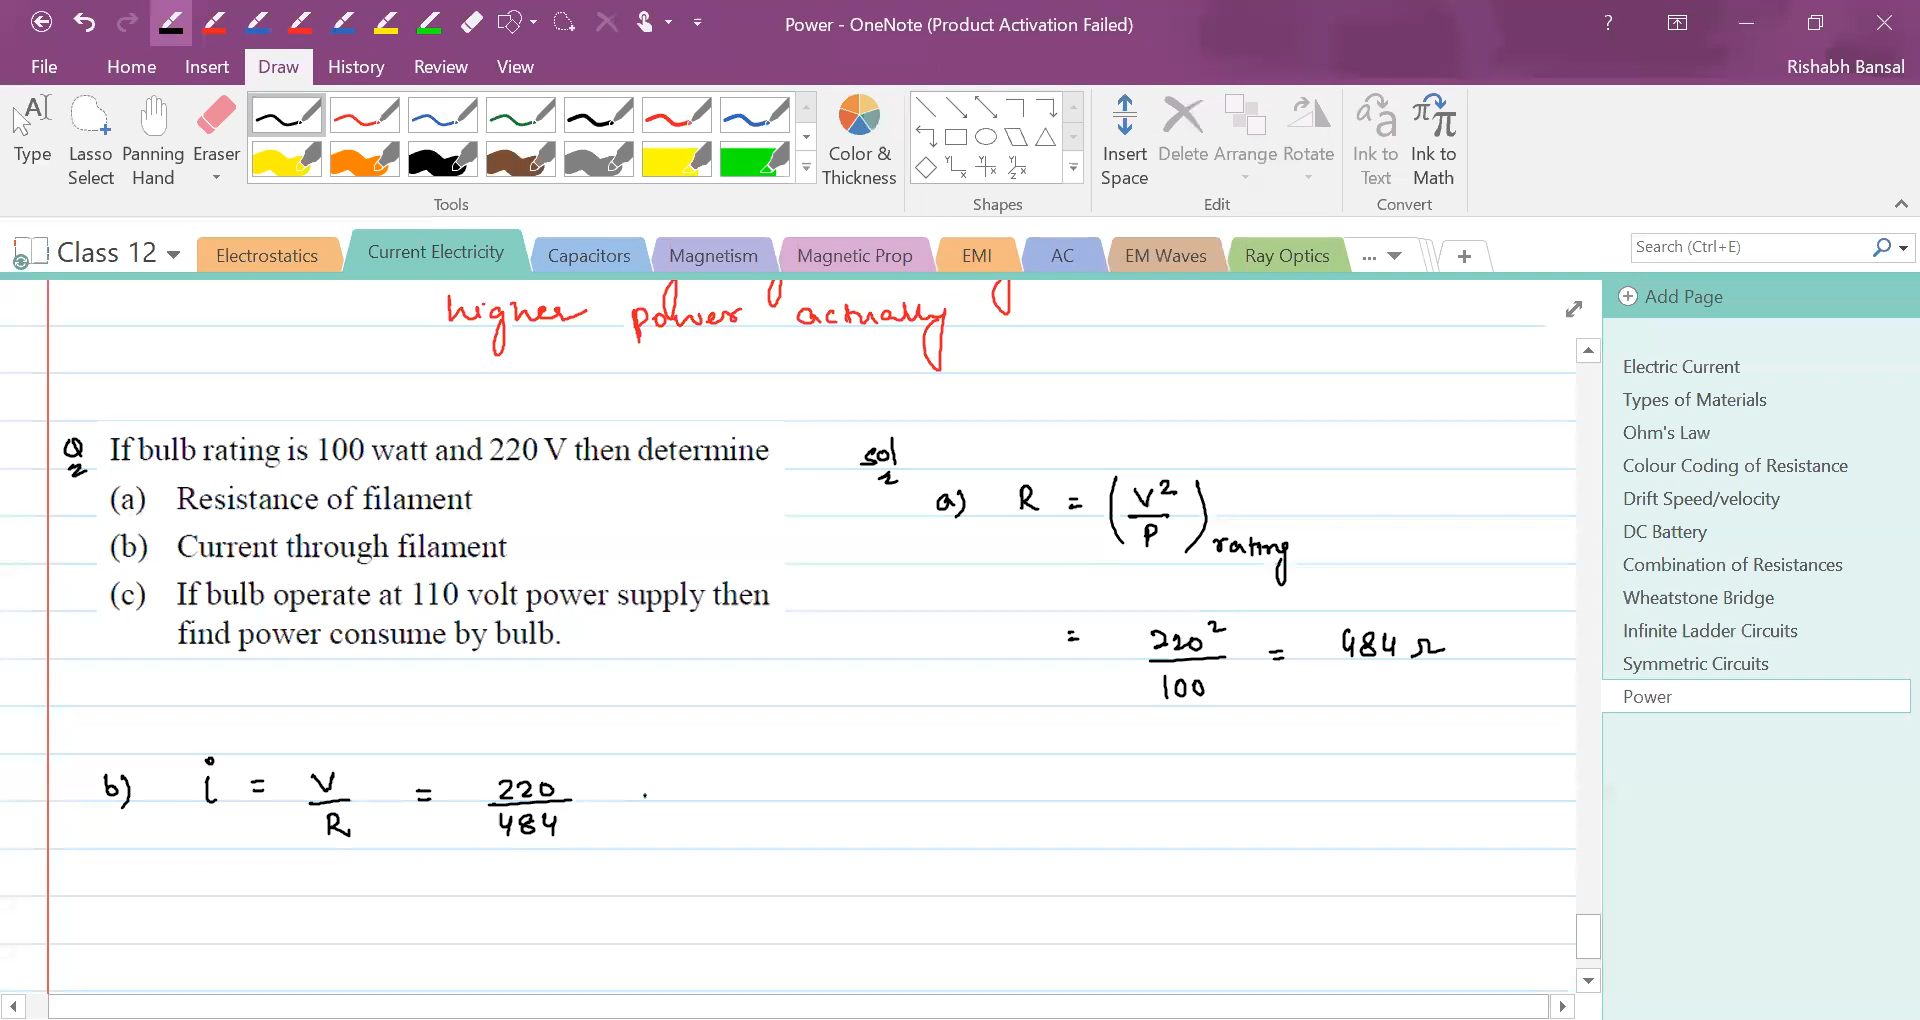 Power - OneNote (Product Activation Failed)
?
File Home Insert Draw History Review View
Rishabh Bansal
Type
Lasso Select
Panning Hand
Eraser
Color & Thickness
Insert Space
Delete
Arrange
Rotate
Ink to Text
Ink to Math
Tools
Shapes
Edit
Convert
Class 12
Electrostatics
Current Electricity
Capacitors
Magnetism
Magnetic Prop
EMI
AC
EM Waves
Ray Optics
...
+
Search (Ctrl+E)
Add Page
Electric Current
Types of Materials
Ohm's Law
Colour Coding of Resistance
Drift Speed/velocity
DC Battery
Combination of Resistances
Wheatstone Bridge
Infinite Ladder Circuits
Symmetric Circuits
Power
higher power actually
Q2 If bulb rating is 100 watt and 220 V then determine
(a) Resistance of filament
(b) Current through filament
(c) If bulb operate at 110 volt power supply then
find power consume by bulb.
sol 2
a) R = (V²/P) rating
= 220²/100 = 484 Ω
b) i = V/R = 220/484